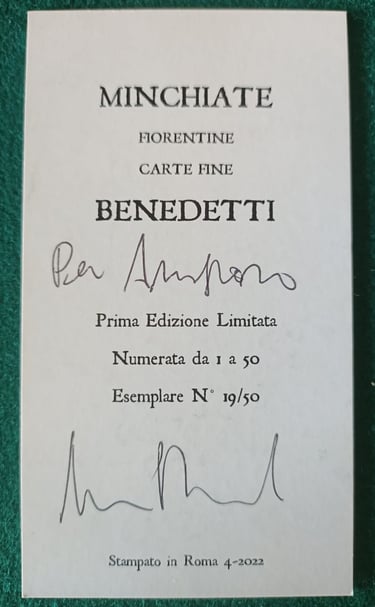 MINCHIATE
FIORENTINE
CARTE FINE
BENEDETTI
Per
Prima Edizione Limitata
Numerata da 1 a 50
Esemplare N° 19/50
Stampato in Roma 4-2022